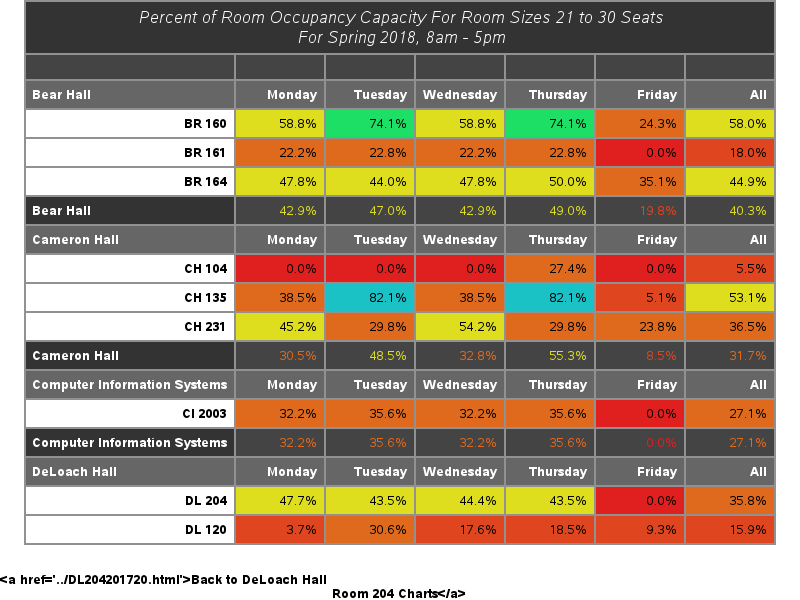 Percent of Room Occupancy Capacity For Room Sizes 21 to 30 Seats
For Spring 2018, 8am - 5pm
Bear Hall Monday Tuesday Wednesday Thursday Friday All
BR 160 58.8% 74.1% 58.8% 74.1% 24.3% 58.0%
BR 161 22.2% 22.8% 22.2% 22.8% 0.0% 18.0%
BR 164 47.8% 44.0% 47.8% 50.0% 35.1% 44.9%
Bear Hall 42.9% 47.0% 42.9% 49.0% 19.8% 40.3%
Cameron Hall Monday Tuesday Wednesday Thursday Friday All
CH 104 0.0% 0.0% 0.0% 27.4% 0.0% 5.5%
CH 135 38.5% 82.1% 38.5% 82.1% 5.1% 53.1%
CH 231 45.2% 29.8% 54.2% 29.8% 23.8% 36.5%
Cameron Hall 30.5% 48.5% 32.8% 55.3% 8.5% 31.7%
Computer Information Systems Monday Tuesday Wednesday Thursday Friday All
CI 2003 32.2% 35.6% 32.2% 35.6% 0.0% 27.1%
Computer Information Systems 32.2% 35.6% 32.2% 35.6% 0.0% 27.1%
DeLoach Hall Monday Tuesday Wednesday Thursday Friday All
DL 204 47.7% 43.5% 44.4% 43.5% 0.0% 35.8%
DL 120 3.7% 30.6% 17.6% 18.5% 9.3% 15.9%
<a href='../DL204201720.html'>Back to DeLoach Hall
Room 204 Charts</a>